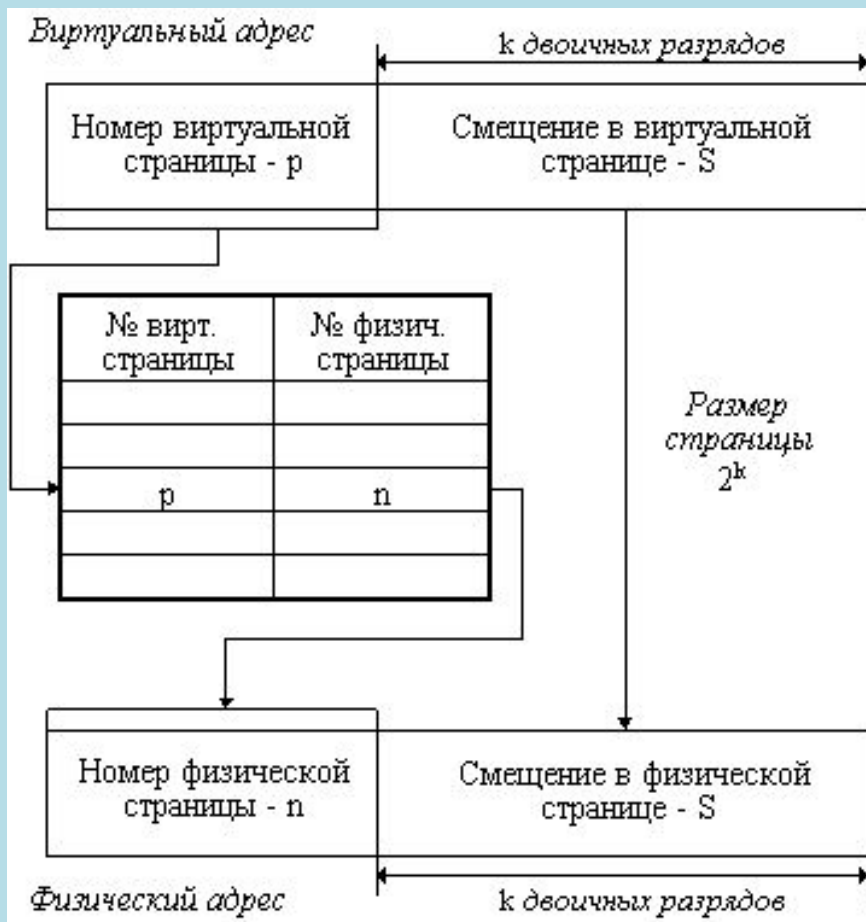 Виртуальный адрес
k двоичных разрядов
Номер виртуальной
страницы - p
Смещение в виртуальной
странице - S
№ вирт.
страницы
№ физич.
страницы
p
n
Размер
страницы
2^k
Номер физической
страницы - n
Смещение в физической
странице - S
Физический адрес
k двоичных разрядов